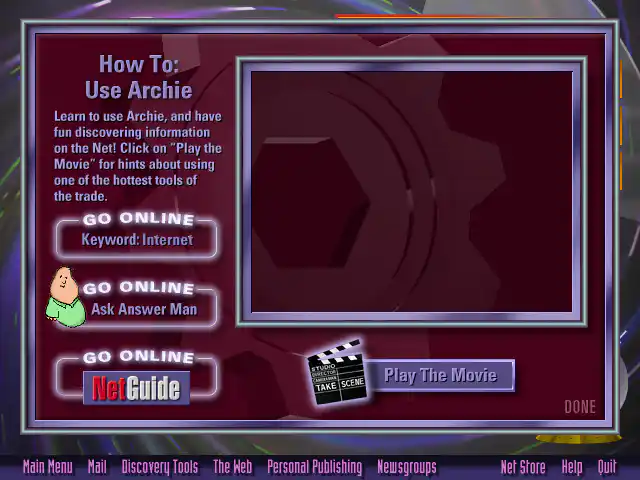 How To:
Use Archie
Learn to use Archie, and have
fun discovering information
on the Net! Click on "Play the
Movie" for hints about using
one of the hottest tools of
the trade.
GO ONLINE
Keyword: Internet
GO ONLINE
Ask Answer Man
GO ONLINE
NetGuide
STUDIO
DIRECTOR
CAMERAMAN
TAKE SCENE
Play The Movie
DONE
Main Menu Mail Discovery Tools The Web Personal Publishing Newsgroups Net Store Help Quit